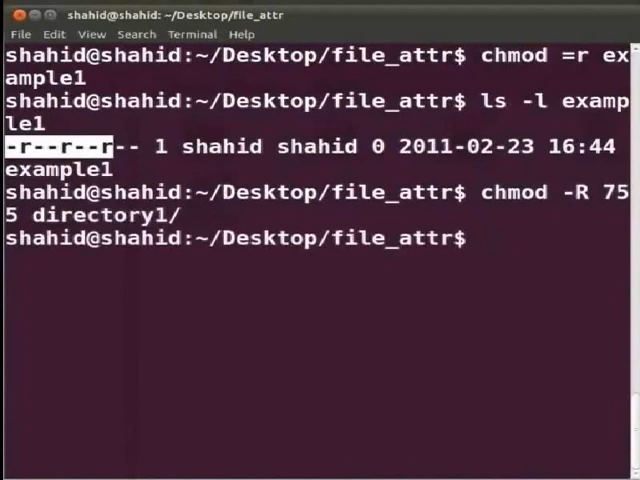 shahid@shahid: ~/Desktop/file_attr
File Edit View Search Terminal Help
shahid@shahid:~/Desktop/file_attr$ chmod =r ex
ample1
shahid@shahid:~/Desktop/file_attr$ ls -l examp
le1
-r--r--r-- 1 shahid shahid 0 2011-02-23 16:44
example1
shahid@shahid:~/Desktop/file_attr$ chmod -R 75
5 directory1/
shahid@shahid:~/Desktop/file_attr$